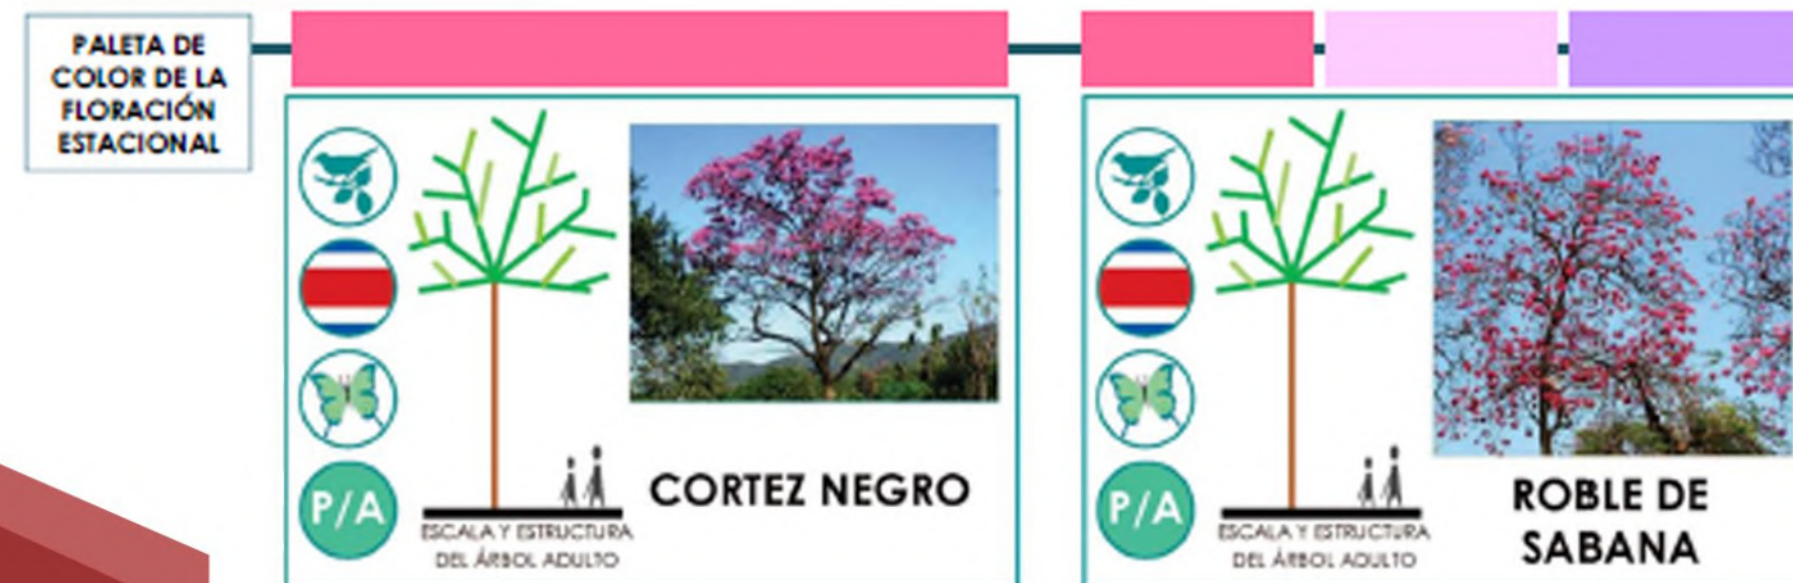 PALETA DE
COLOR DE LA
FLORACIÓN
ESTACIONAL
P/A
ESCALA Y ESTRUCTURA
DEL ÁRBOL ADULTO
CORTEZ NEGRO
P/A
ESCALA Y ESTRUCTURA
DEL ÁRBOL ADULTO
ROBLE DE
SABANA